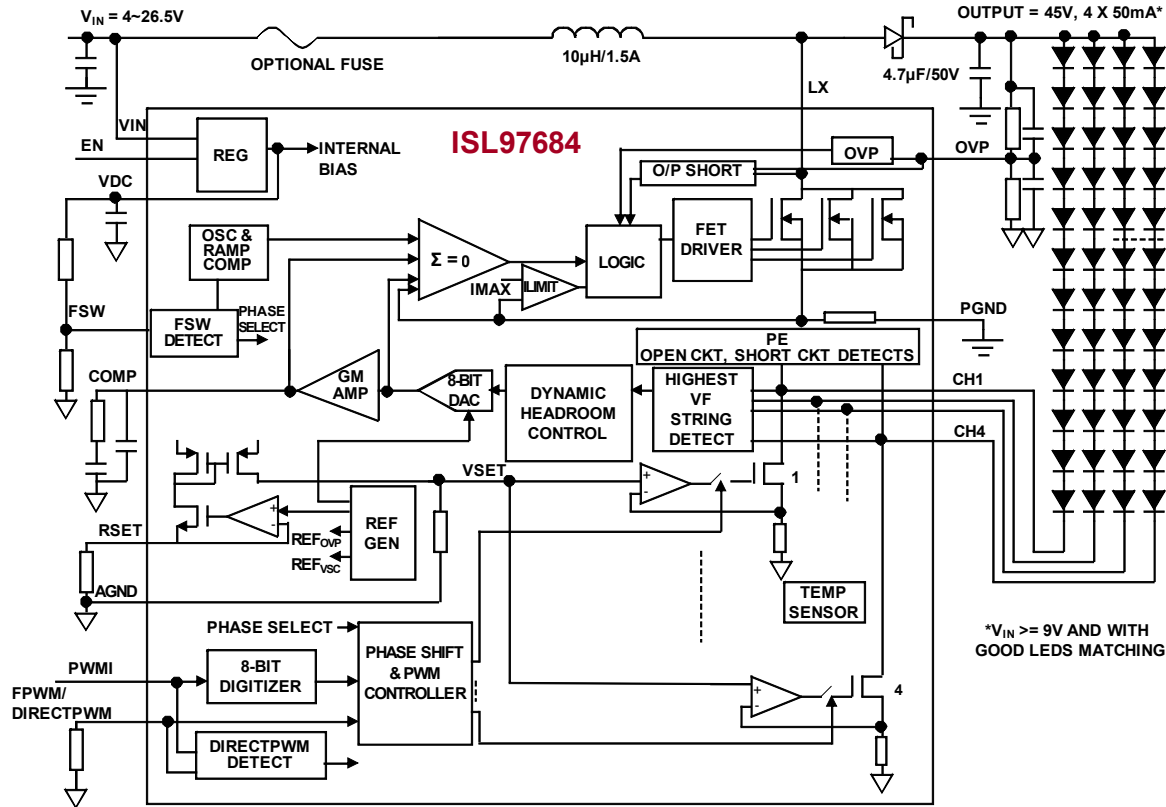 V_IN = 4~26.5V
OUTPUT = 45V, 4 X 50mA*
OPTIONAL FUSE
10µH/1.5A
4.7µF/50V
LX
VIN
ISL97684
EN
REG
INTERNAL
BIAS
OVP
OVP
O/P SHORT
VDC
OSC &
RAMP
COMP
Σ = 0
LOGIC
FET
DRIVER
IMAX
ILIMIT
FSW
FSW
DETECT
PHASE
SELECT
PGND
PE
OPEN CKT, SHORT CKT DETECTS
COMP
GM
AMP
8-BIT
DAC
DYNAMIC
HEADROOM
CONTROL
HIGHEST
VF
STRING
DETECT
CH1
CH4
VSET
+
-
1
RSET
+
-
REF
GEN
REF_OVP
REF_VSC
AGND
TEMP
SENSOR
*V_IN >= 9V AND WITH
GOOD LEDS MATCHING
PHASE SELECT
PHASE SHIFT
& PWM
CONTROLLER
PWMI
8-BIT
DIGITIZER
FPWM/
DIRECTPWM
+
-
4
DIRECTPWM
DETECT